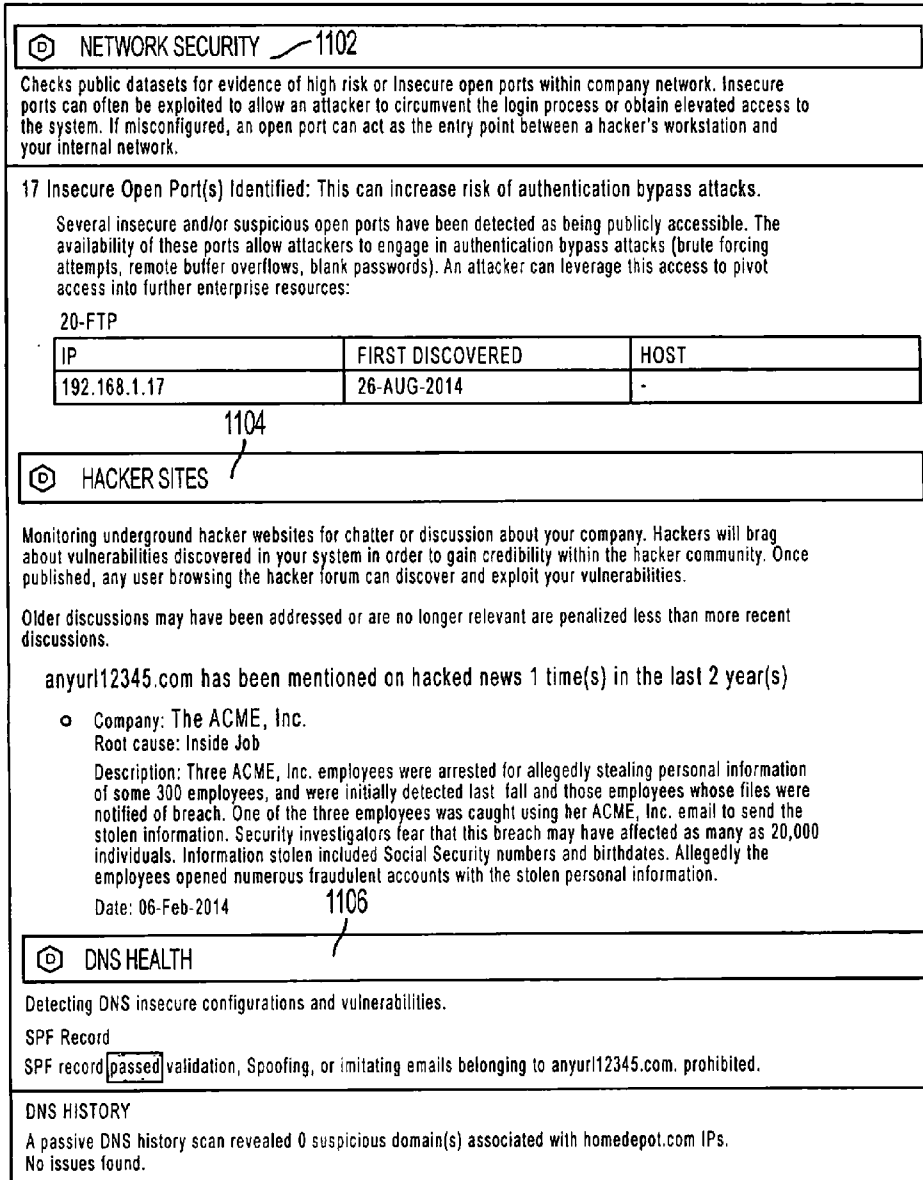 D NETWORK SECURITY 1102
Checks public datasets for evidence of high risk or Insecure open ports within company network. Insecure
ports can often be exploited to allow an attacker to circumvent the login process or obtain elevated access to
the system. If misconfigured, an open port can act as the entry point between a hacker's workstation and
your internal network.
17 Insecure Open Port(s) Identified: This can increase risk of authentication bypass attacks.
Several insecure and/or suspicious open ports have been detected as being publicly accessible. The
availability of these ports allow attackers to engage in authentication bypass attacks (brute forcing
attempts, remote buffer overflows, blank passwords). An attacker can leverage this access to pivot
access into further enterprise resources:
20-FTP
IP FIRST DISCOVERED HOST
192.168.1.17 26-AUG-2014 -
1104
D HACKER SITES
Monitoring underground hacker websites for chatter or discussion about your company. Hackers will brag
about vulnerabilities discovered in your system in order to gain credibility within the hacker community. Once
published, any user browsing the hacker forum can discover and exploit your vulnerabilities.
Older discussions may have been addressed or are no longer relevant are penalized less than more recent
discussions.
anyurl12345.com has been mentioned on hacked news 1 time(s) in the last 2 year(s)
Company: The ACME, Inc.
Root cause: Inside Job
Description: Three ACME, Inc. employees were arrested for allegedly stealing personal information
of some 300 employees, and were initially detected last fall and those employees whose files were
notified of breach. One of the three employees was caught using her ACME, Inc. email to send the
stolen information. Security investigators fear that this breach may have affected as many as 20,000
individuals. Information stolen included Social Security numbers and birthdates. Allegedly the
employees opened numerous fraudulent accounts with the stolen personal information.
Date: 06-Feb-2014
1106
D DNS HEALTH
Detecting DNS insecure configurations and vulnerabilities.
SPF Record
SPF record passed validation, Spoofing, or imitating emails belonging to anyurl12345.com. prohibited.
DNS HISTORY
A passive DNS history scan revealed 0 suspicious domain(s) associated with homedepot.com IPs.
No issues found.